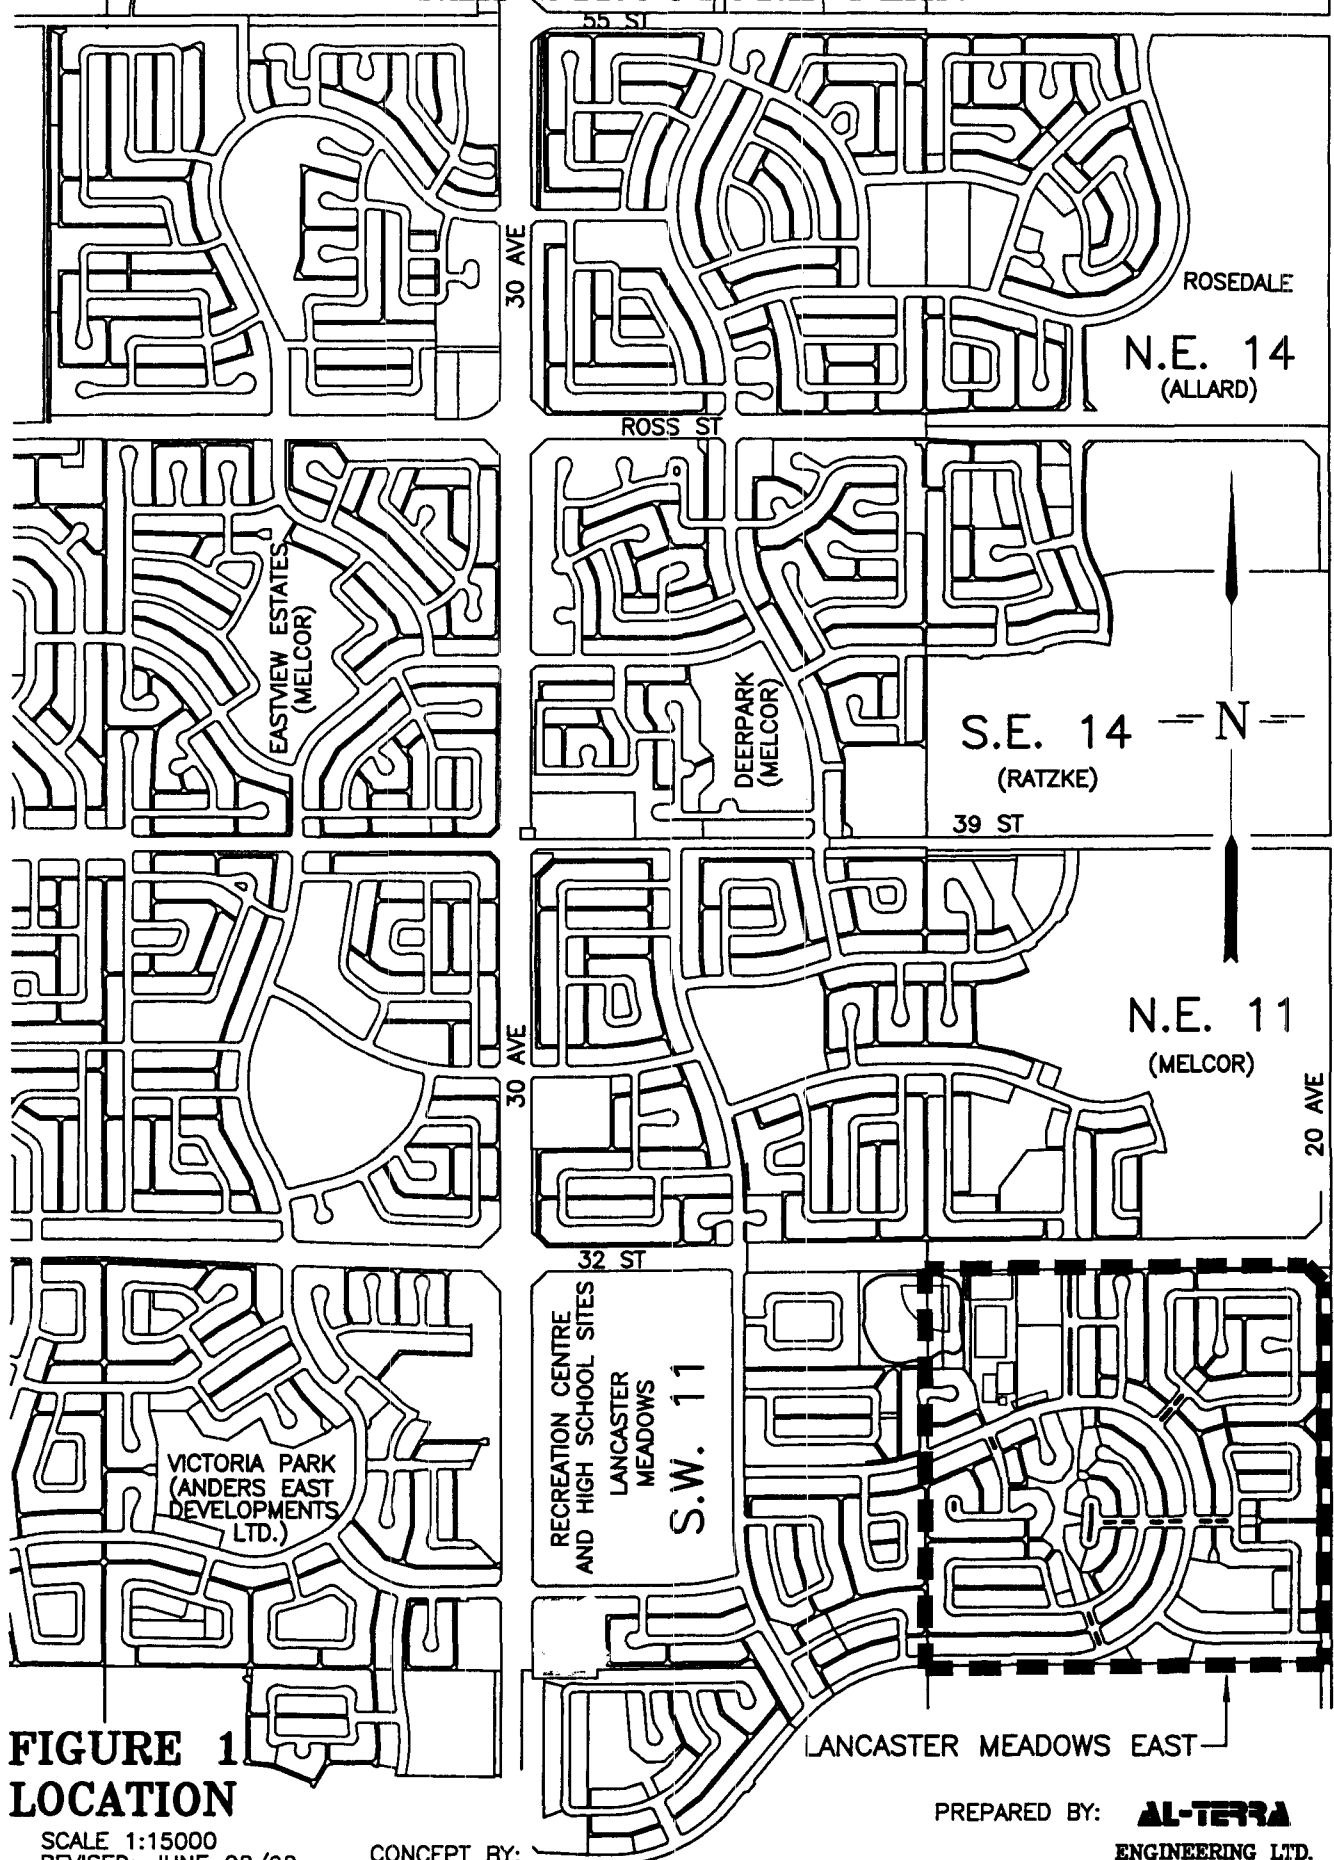 55 ST
30 AVE
ROSEDALE
N.E. 14
(ALLARD)
ROSS ST
EASTVIEW ESTATES
(MELCOR)
DEERPARK
(MELCOR)
S.E. 14
(RATZKE)
N
39 ST
30 AVE
N.E. 11
(MELCOR)
20 AVE
32 ST
RECREATION CENTRE
AND HIGH SCHOOL SITES
LANCASTER
MEADOWS
S.W. 11
VICTORIA PARK
(ANDERS EAST
DEVELOPMENTS
LTD.)
LANCASTER MEADOWS EAST
FIGURE 1
LOCATION
SCALE 1:15000
CONCEPT BY:
PREPARED BY:
AL-TERRA
ENGINEERING LTD.